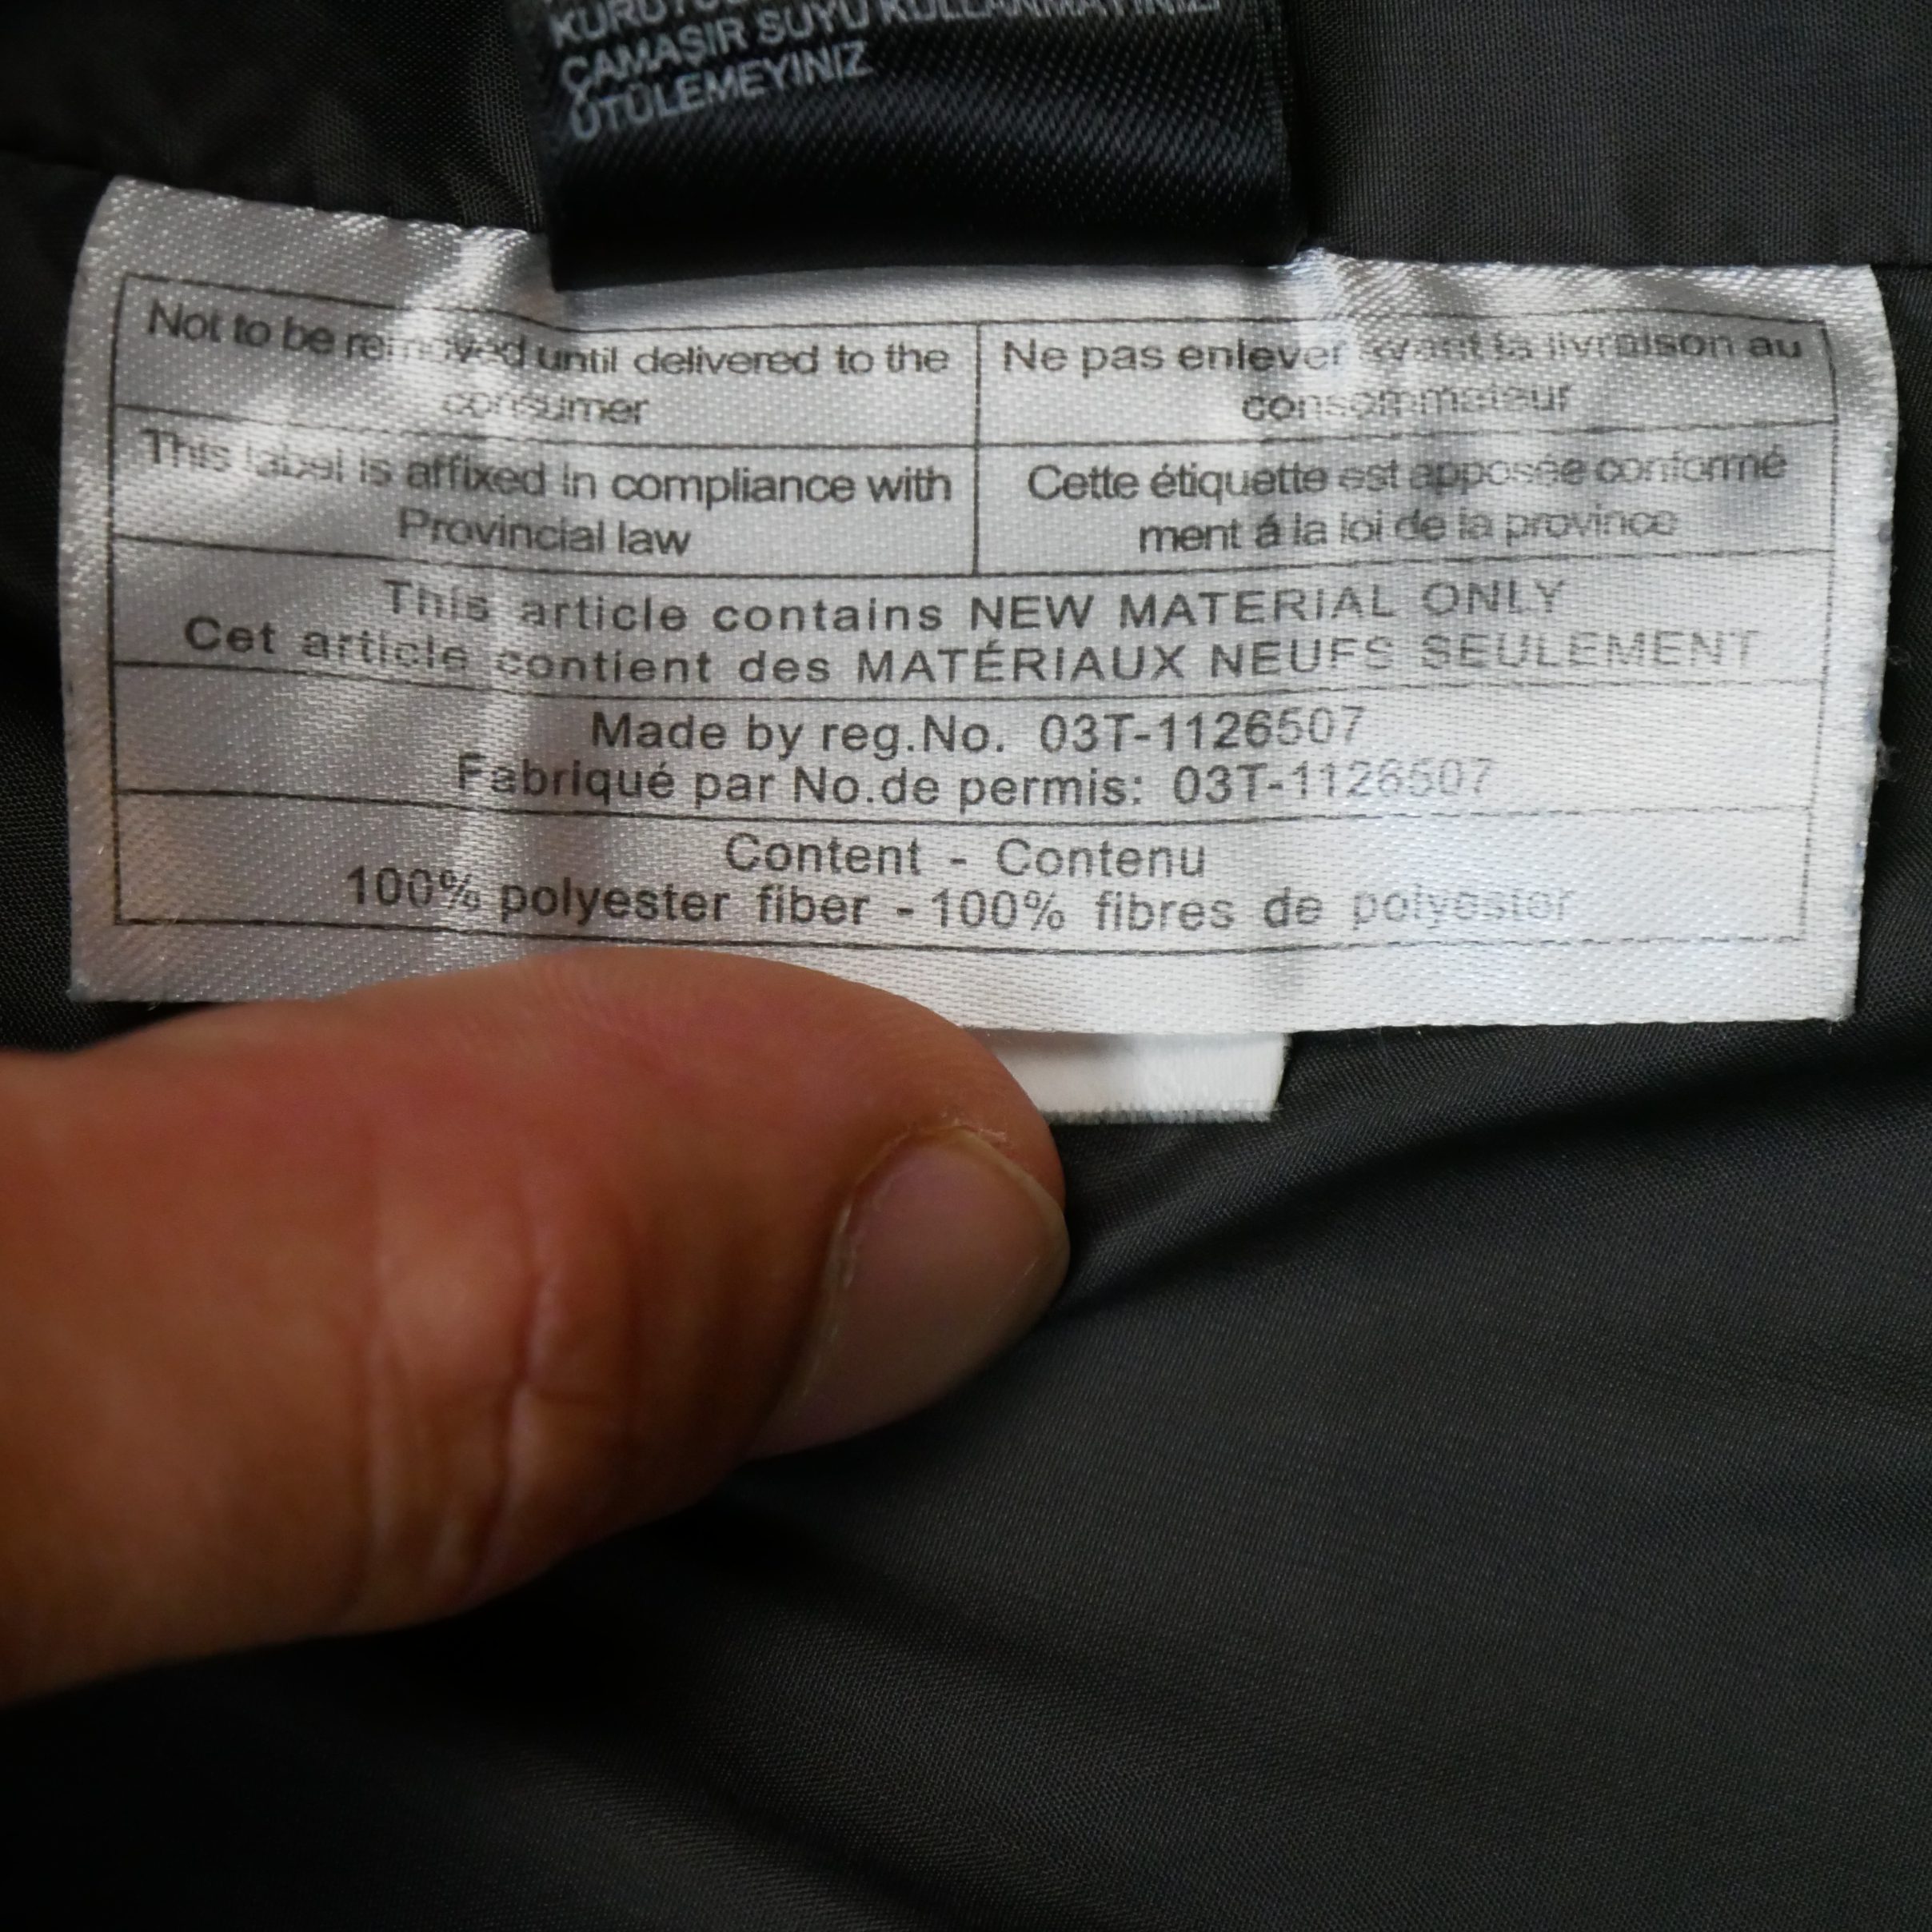 ÇAMAŞIR SUYU KULLANMAYINIZ
ÜTÜLEMEYINIZ
Not to be removed until delivered to the
consumer
Ne pas enlever avant la livraison au
consommateur
This label is affixed in compliance with
Provincial law
Cette étiquette est apposée conformé
ment á la loi de la province
This article contains NEW MATERIAL ONLY
Cet article contient des MATÉRIAUX NEUFS SEULEMENT
Made by reg.No. 03T-1126507
Fabriqué par No.de permis: 03T-1126507
Content - Contenu
100% polyester fiber - 100% fibres de polyester